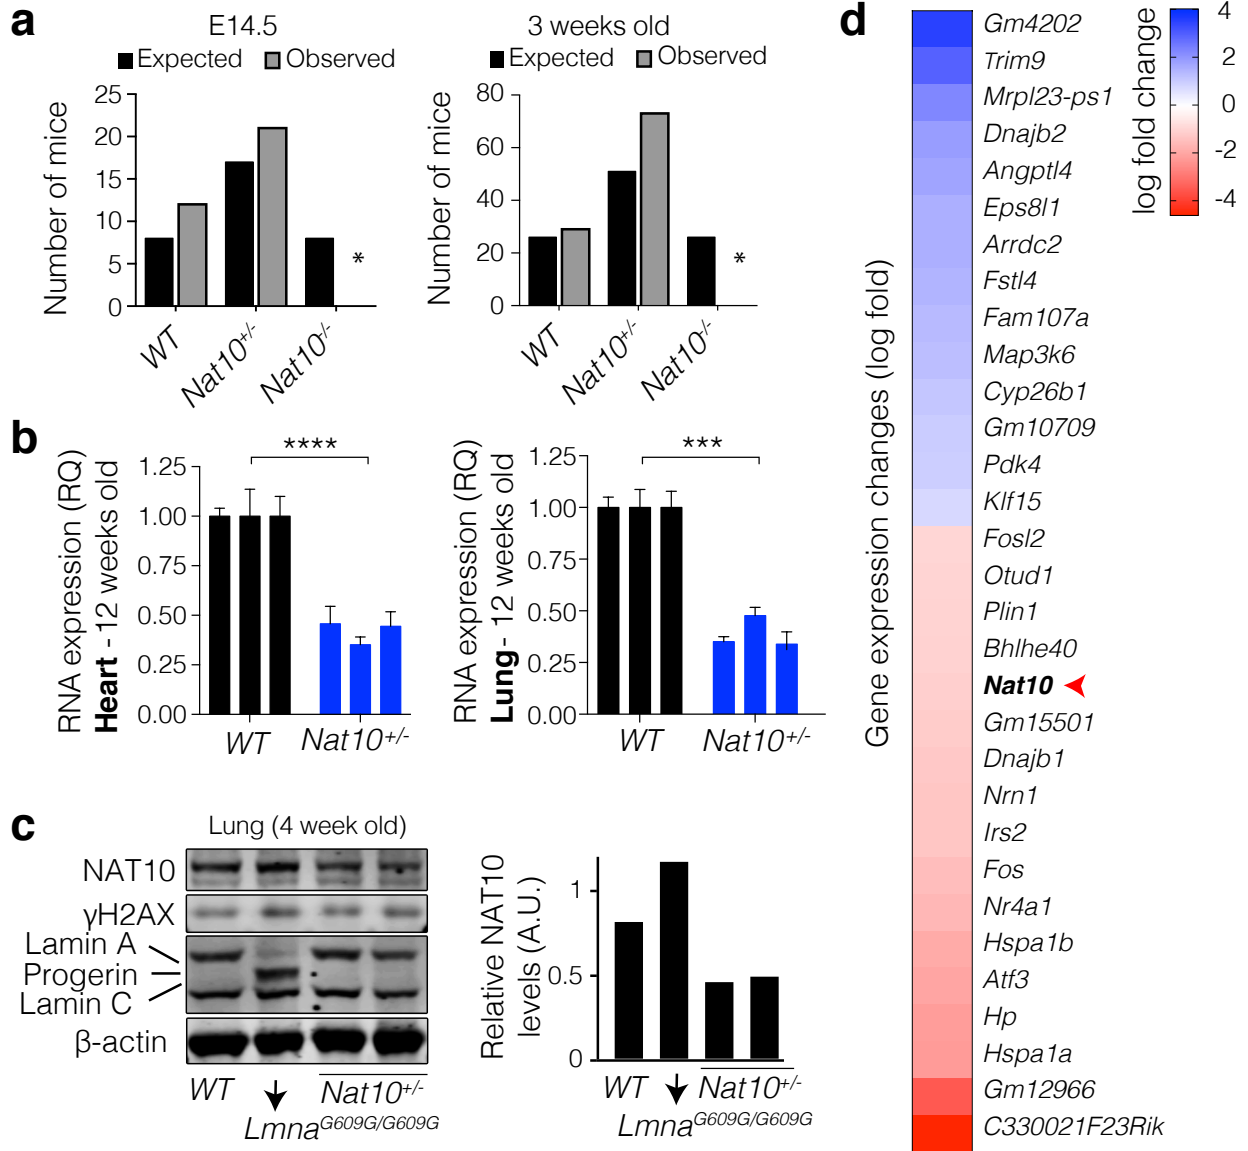 a
E14.5
Expected Observed
Number of mice
25
20
15
10
5
0
*
WT
Nat10+/-
Nat10-/-
3 weeks old
Expected Observed
Number of mice
80
60
40
20
0
*
WT
Nat10+/-
Nat10-/-
b
RNA expression (RQ)
Heart - 12 weeks old
1.25
1.00
0.75
0.50
0.25
0.00
****
WT
Nat10+/-
RNA expression (RQ)
Lung - 12 weeks old
1.25
1.00
0.75
0.50
0.25
0.00
***
WT
Nat10+/-
c
Lung (4 week old)
NAT10
γH2AX
Lamin A
Progerin
Lamin C
β-actin
WT
Nat10+/-
LmnaG609G/G609G
Relative NAT10
levels (A.U.)
1
0.5
0
WT
Nat10+/-
LmnaG609G/G609G
d
Gene expression changes (log fold)
Gm4202
Trim9
Mrpl23-ps1
Dnajb2
Angptl4
Eps8l1
Arrdc2
Fstl4
Fam107a
Map3k6
Cyp26b1
Gm10709
Pdk4
Klf15
Fosl2
Otud1
Plin1
Bhlhe40
Nat10
Gm15501
Dnajb1
Nrn1
Irs2
Fos
Nr4a1
Hspa1b
Atf3
Hp
Hspa1a
Gm12966
C330021F23Rik
log fold change
4
2
0
-2
-4